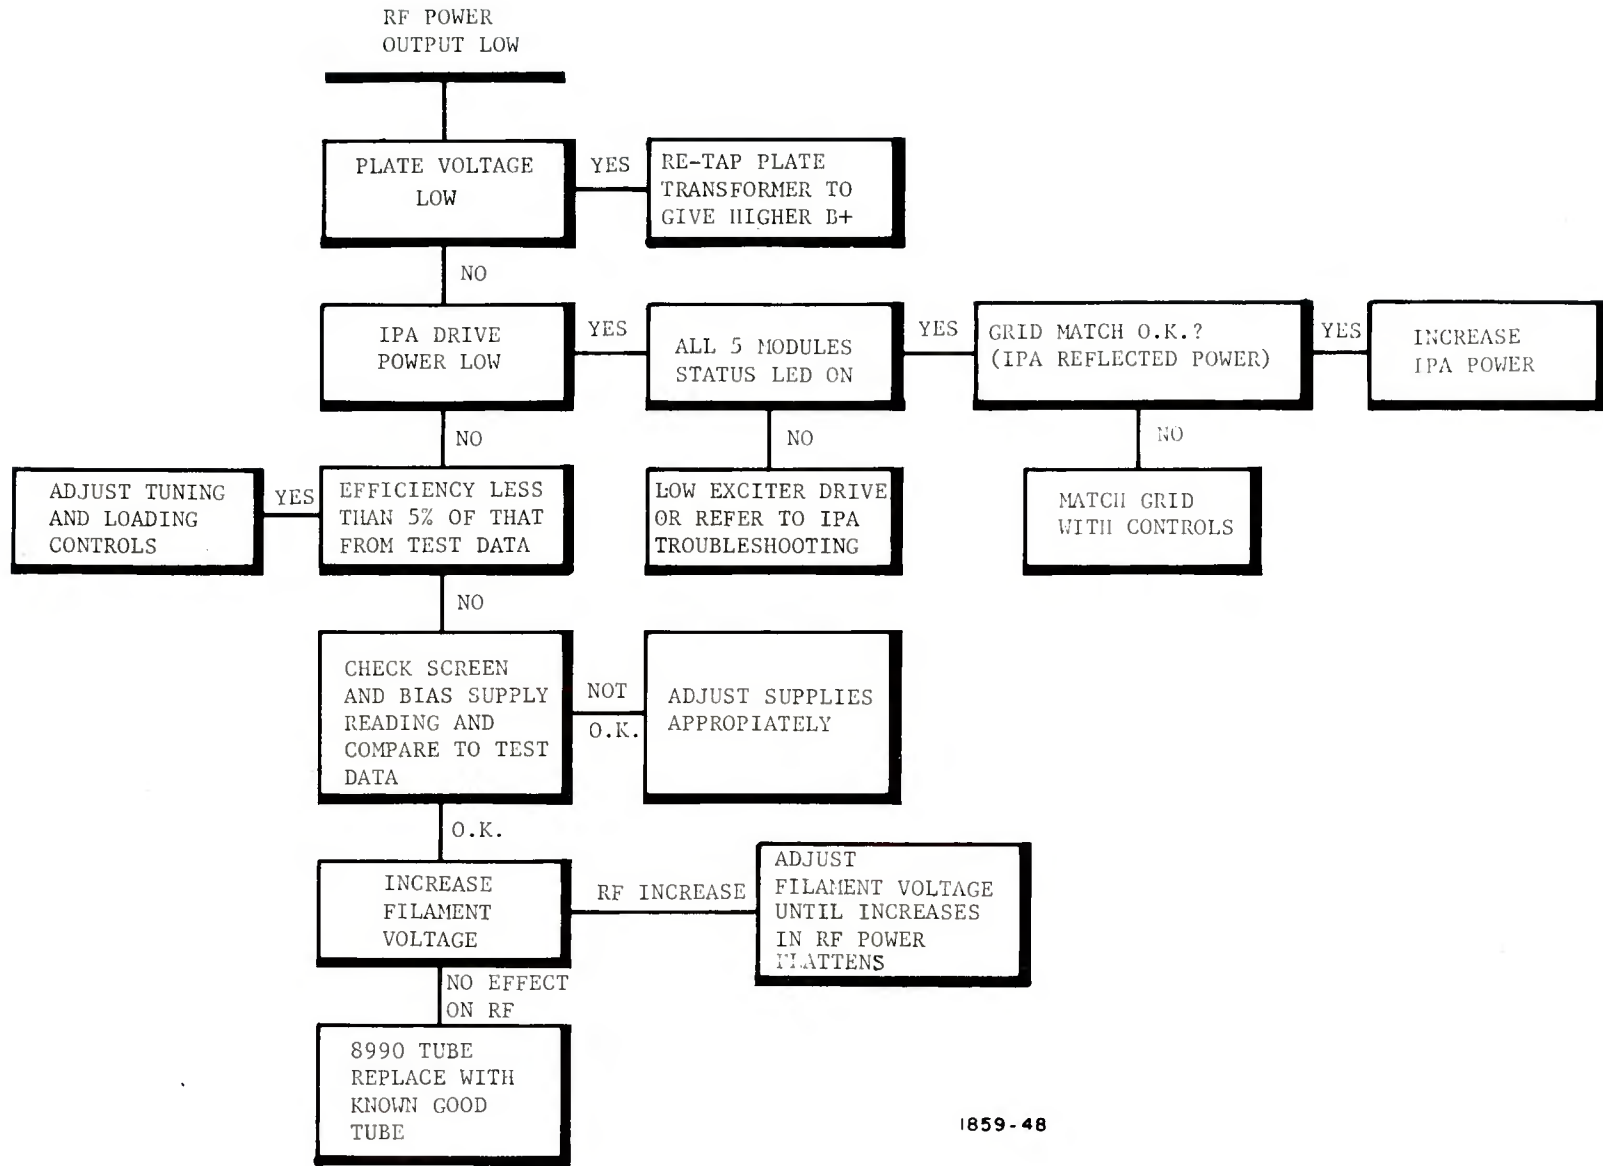 RF POWER
OUTPUT LOW
PLATE VOLTAGE
LOW
YES
RE-TAP PLATE
TRANSFORMER TO
GIVE HIGHER B+
NO
IPA DRIVE
POWER LOW
YES
ALL 5 MODULES
STATUS LED ON
YES
GRID MATCH O.K.?
(IPA REFLECTED POWER)
YES
INCREASE
IPA POWER
NO
NO
NO
ADJUST TUNING
AND LOADING
CONTROLS
YES
EFFICIENCY LESS
THAN 5% OF THAT
FROM TEST DATA
LOW EXCITER DRIVE
OR REFER TO IPA
TROUBLESHOOTING
MATCH GRID
WITH CONTROLS
NO
CHECK SCREEN
AND BIAS SUPPLY
READING AND
COMPARE TO TEST
DATA
NOT
O.K.
ADJUST SUPPLIES
APPROPIATELY
O.K.
INCREASE
FILAMENT
VOLTAGE
RF INCREASE
ADJUST
FILAMENT VOLTAGE
UNTIL INCREASES
IN RF POWER
FLATTENS
NO EFFECT
ON RF
8990 TUBE
REPLACE WITH
KNOWN GOOD
TUBE
1859-48